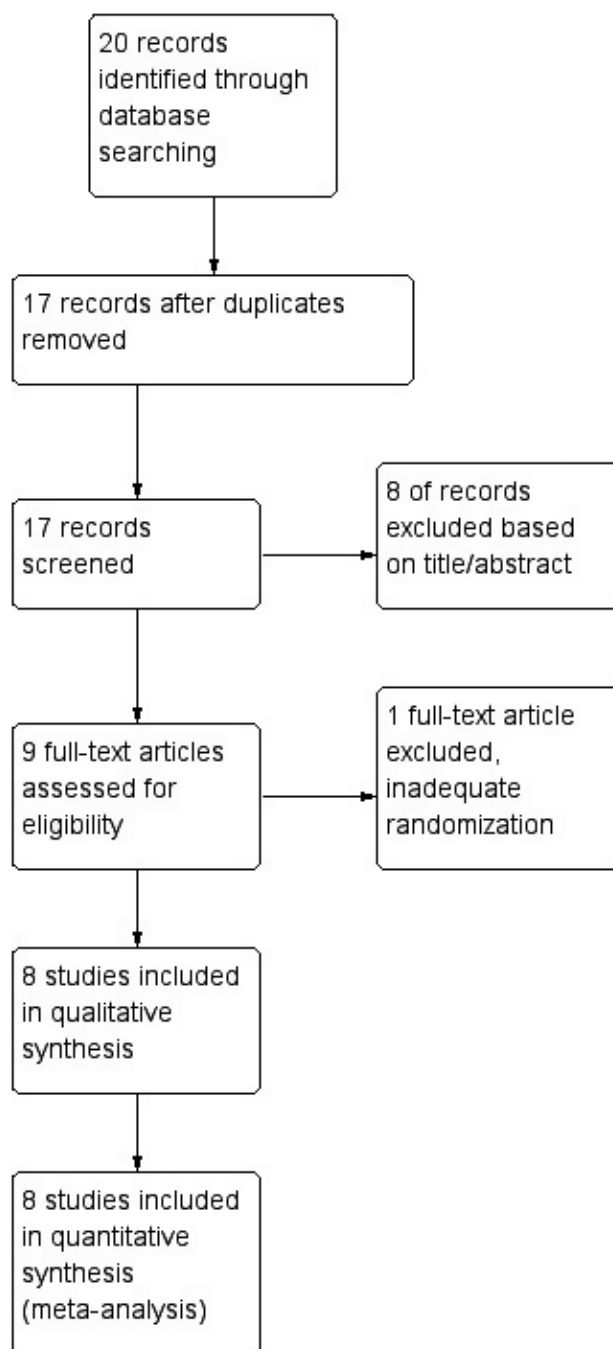 20 records
identified through
database
searching
17 records after duplicates
removed
17 records
screened
8 of records
excluded based
on title/abstract
9 full-text articles
assessed for
eligibility
1 full-text article
excluded,
inadequate
randomization
8 studies included
in qualitative
synthesis
8 studies included
in quantitative
synthesis
(meta-analysis)